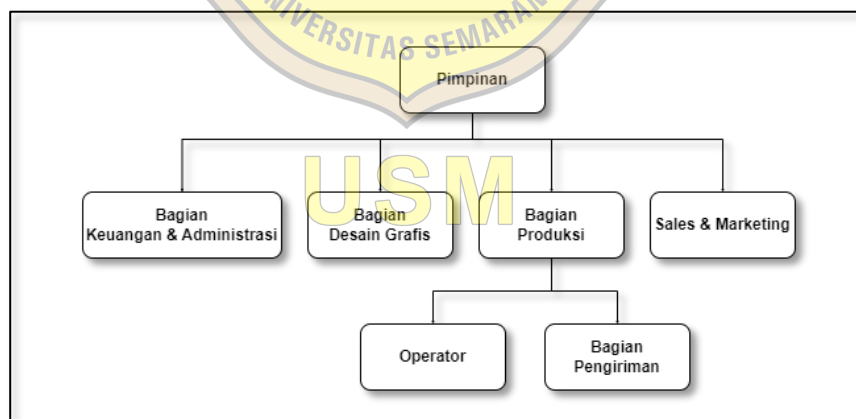 UNIVERSITAS SEMARANG
Pimpinan
USM
Bagian
Keuangan & Administrasi
Bagian
Desain Grafis
Bagian
Produksi
Sales & Marketing
Operator
Bagian
Pengiriman